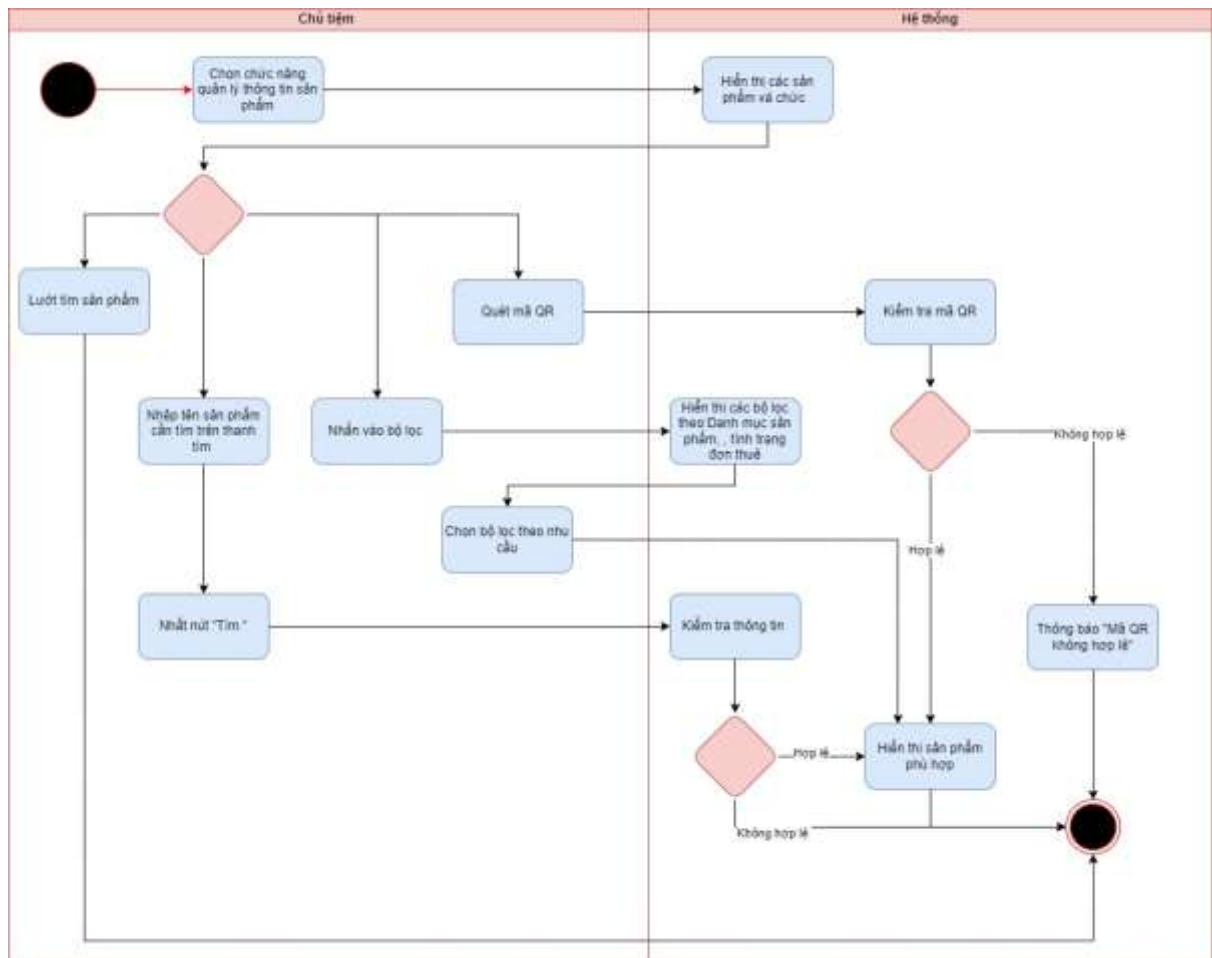 Chủ tiệm
Hệ thống
Chọn chức năng
quản lý thông tin sản
phẩm
Hiển thị các sản
phẩm và chức
Lướt tìm sản phẩm
Quét mã QR
Kiểm tra mã QR
Nhập tên sản phẩm
cần tìm trên thanh
tìm
Nhấn vào bộ lọc
Hiển thị các bộ lọc
theo Danh mục sản
phẩm, , tình trạng
đơn thuê
Không hợp lệ
Chọn bộ lọc theo nhu
cầu
Hợp lệ
Nhất nút "Tìm "
Kiểm tra thông tin
Thông báo "Mã QR
không hợp lệ"
Hợp lệ
Hiển thị sản phẩm
phù hợp
Không hợp lệ